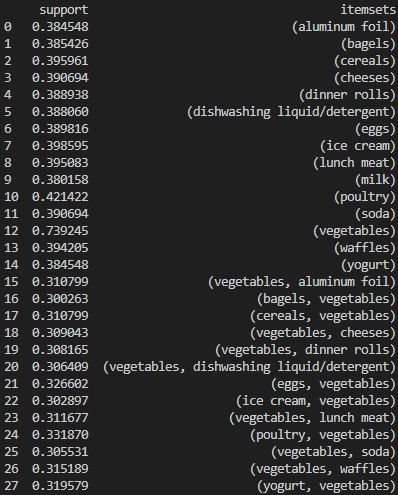 support itemsets
0 0.384548 (aluminum foil)
1 0.385426 (bagels)
2 0.395961 (cereals)
3 0.390694 (cheeses)
4 0.388938 (dinner rolls)
5 0.388060 (dishwashing liquid/detergent)
6 0.389816 (eggs)
7 0.398595 (ice cream)
8 0.395083 (lunch meat)
9 0.380158 (milk)
10 0.421422 (poultry)
11 0.390694 (soda)
12 0.739245 (vegetables)
13 0.394205 (waffles)
14 0.384548 (yogurt)
15 0.310799 (vegetables, aluminum foil)
16 0.300263 (bagels, vegetables)
17 0.310799 (cereals, vegetables)
18 0.309043 (vegetables, cheeses)
19 0.308165 (vegetables, dinner rolls)
20 0.306409 (vegetables, dishwashing liquid/detergent)
21 0.326602 (eggs, vegetables)
22 0.302897 (ice cream, vegetables)
23 0.311677 (vegetables, lunch meat)
24 0.331870 (poultry, vegetables)
25 0.305531 (vegetables, soda)
26 0.315189 (vegetables, waffles)
27 0.319579 (yogurt, vegetables)